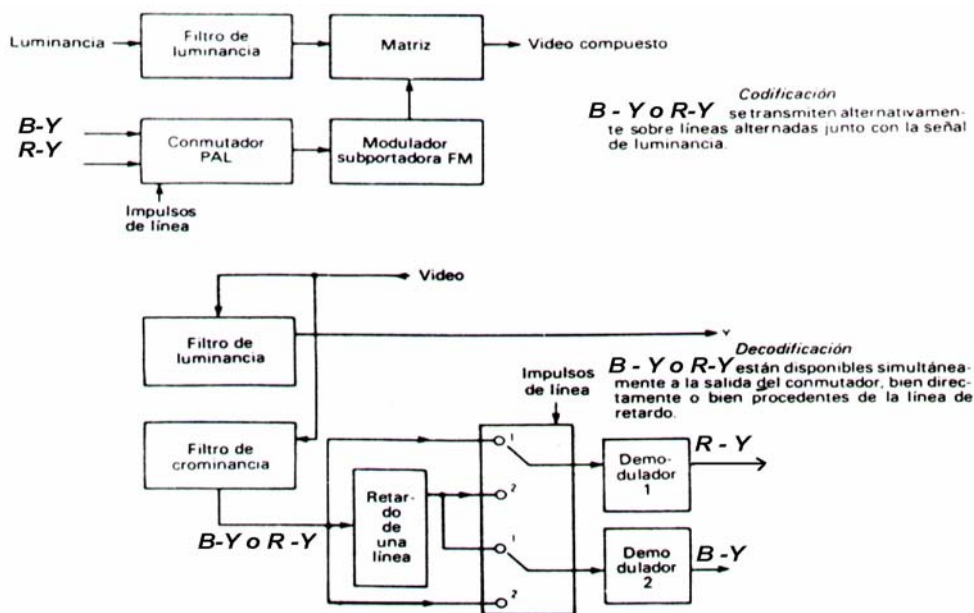 Luminancia
Filtro de
luminancia
Matriz
Video compuesto
B-Y
R-Y
Conmutador
PAL
Modulador
subportadora FM
Impulsos
de línea
Codificación
B - Y o R-Y se transmiten alternativamen-
te sobre líneas alternadas junto con la señal
de luminancia.
Video
Filtro de
luminancia
Y
Decodificación
B - Y o R-Y están disponibles simultánea-
mente a la salida del conmutador, bien direc-
tamente o bien procedentes de la línea de
retardo.
Impulsos
de línea
Filtro de
crominancia
B-Y o R-Y
Retar-
do
de
una
línea
1
2
1
2
Demo-
dulador
1
R - Y
Demo
dulador
2
B-Y